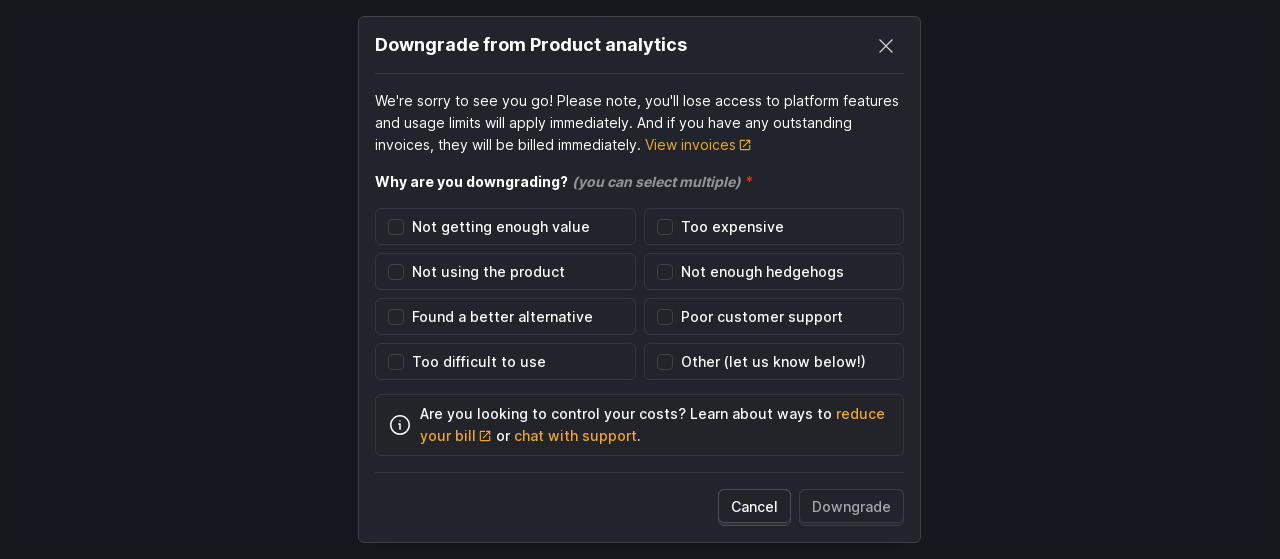 Downgrade from Product analytics
We're sorry to see you go! Please note, you'll lose access to platform features
and usage limits will apply immediately. And if you have any outstanding
invoices, they will be billed immediately. View invoices
Why are you downgrading? (you can select multiple) *
Not getting enough value
Too expensive
Not using the product
Not enough hedgehogs
Found a better alternative
Poor customer support
Too difficult to use
Other (let us know below!)
Are you looking to control your costs? Learn about ways to reduce
your bill or chat with support.
Cancel
Downgrade